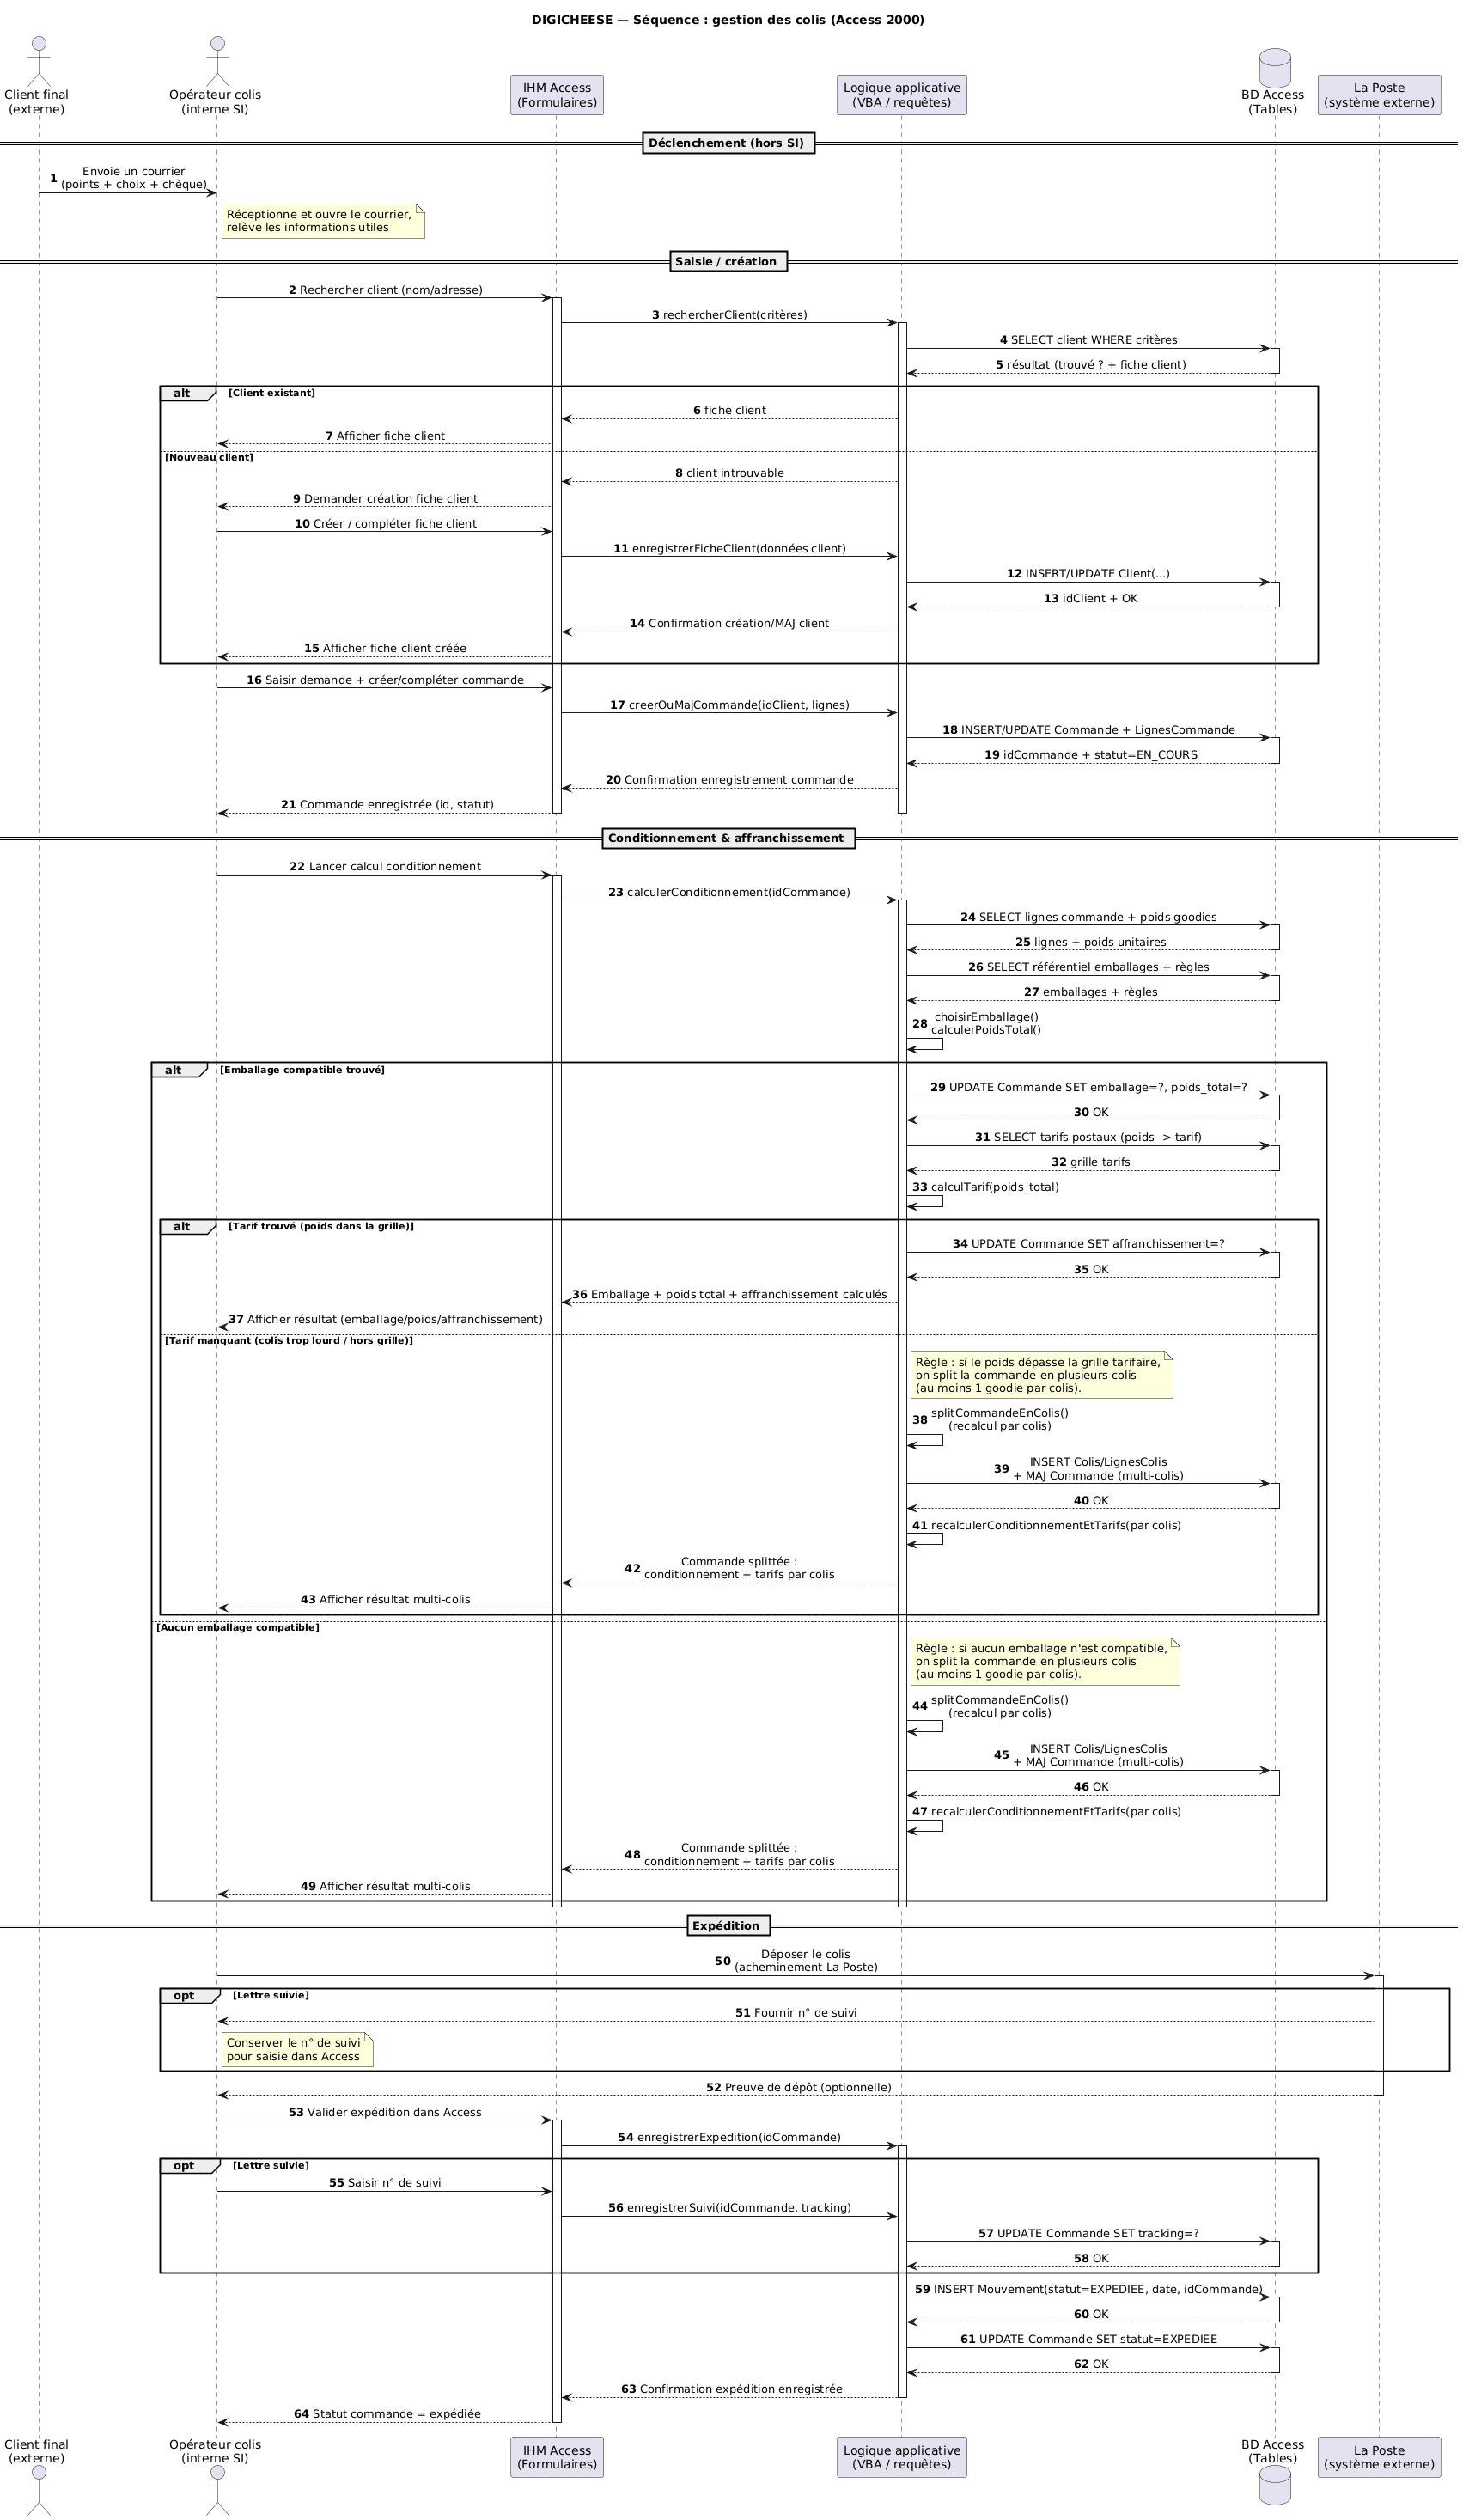 DIGICHEESE — Séquence : gestion des colis (Access 2000)
Client final
(externe)
Opérateur colis
(interne SI)
IHM Access
(Formulaires)
Logique applicative
(VBA / requêtes)
BD Access
(Tables)
La Poste
(système externe)
Déclenchement (hors SI)
1 Envoie un courrier
(points + choix + chèque)
Réceptionne et ouvre le courrier,
relève les informations utiles
Saisie / création
2 Rechercher client (nom/adresse)
3 rechercherClient(critères)
4 SELECT client WHERE critères
5 résultat (trouvé ? + fiche client)
alt [Client existant]
6 fiche client
7 Afficher fiche client
[Nouveau client]
8 client introuvable
9 Demander création fiche client
10 Créer / compléter fiche client
11 enregistrerFicheClient(données client)
12 INSERT/UPDATE Client(...)
13 idClient + OK
14 Confirmation création/MAJ client
15 Afficher fiche client créée
16 Saisir demande + créer/compléter commande
17 creerOuMajCommande(idClient, lignes)
18 INSERT/UPDATE Commande + LignesCommande
19 idCommande + statut=EN_COURS
20 Confirmation enregistrement commande
21 Commande enregistrée (id, statut)
Conditionnement & affranchissement
22 Lancer calcul conditionnement
23 calculerConditionnement(idCommande)
24 SELECT lignes commande + poids goodies
25 lignes + poids unitaires
26 SELECT référentiel emballages + règles
27 emballages + règles
28 choisirEmballage()
calculerPoidsTotal()
alt [Emballage compatible trouvé]
29 UPDATE Commande SET emballage=?, poids_total=?
30 OK
31 SELECT tarifs postaux (poids -> tarif)
32 grille tarifs
33 calculTarif(poids_total)
alt [Tarif trouvé (poids dans la grille)]
34 UPDATE Commande SET affranchissement=?
35 OK
36 Emballage + poids total + affranchissement calculés
37 Afficher résultat (emballage/poids/affranchissement)
[Tarif manquant (colis trop lourd / hors grille)]
Règle : si le poids dépasse la grille tarifaire,
on split la commande en plusieurs colis
(au moins 1 goodie par colis).
38 splitCommandeEnColis()
(recalcul par colis)
39 INSERT Colis/LignesColis
+ MAJ Commande (multi-colis)
40 OK
41 recalculerConditionnementEtTarifs(par colis)
42 Commande splittée :
conditionnement + tarifs par colis
43 Afficher résultat multi-colis
[Aucun emballage compatible]
Règle : si aucun emballage n'est compatible,
on split la commande en plusieurs colis
(au moins 1 goodie par colis).
44 splitCommandeEnColis()
(recalcul par colis)
45 INSERT Colis/LignesColis
+ MAJ Commande (multi-colis)
46 OK
47 recalculerConditionnementEtTarifs(par colis)
48 Commande splittée :
conditionnement + tarifs par colis
49 Afficher résultat multi-colis
Expédition
50 Déposer le colis
(acheminement La Poste)
opt [Lettre suivie]
51 Fournir n° de suivi
Conserver le n° de suivi
pour saisie dans Access
52 Preuve de dépôt (optionnelle)
53 Valider expédition dans Access
54 enregistrerExpedition(idCommande)
opt [Lettre suivie]
55 Saisir n° de suivi
56 enregistrerSuivi(idCommande, tracking)
57 UPDATE Commande SET tracking=?
58 OK
59 INSERT Mouvement(statut=EXPEDIEE, date, idCommande)
60 OK
61 UPDATE Commande SET statut=EXPEDIEE
62 OK
63 Confirmation expédition enregistrée
64 Statut commande = expédiée
Client final
(externe)
Opérateur colis
(interne SI)
IHM Access
(Formulaires)
Logique applicative
(VBA / requêtes)
BD Access
(Tables)
La Poste
(système externe)